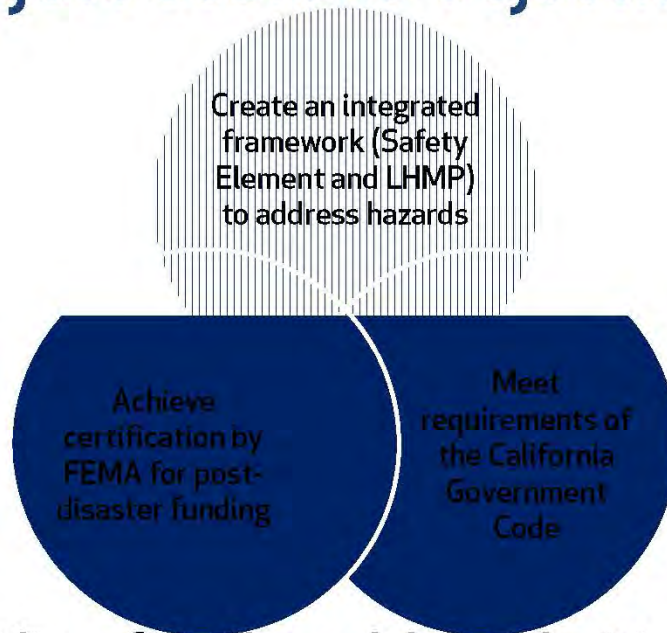 Create an integrated
framework (Safety
Element and LHMP)
to address hazards
Achieve
certification by
FEMA for post-
disaster funding
Meet
requirements of
the California
Government
Code